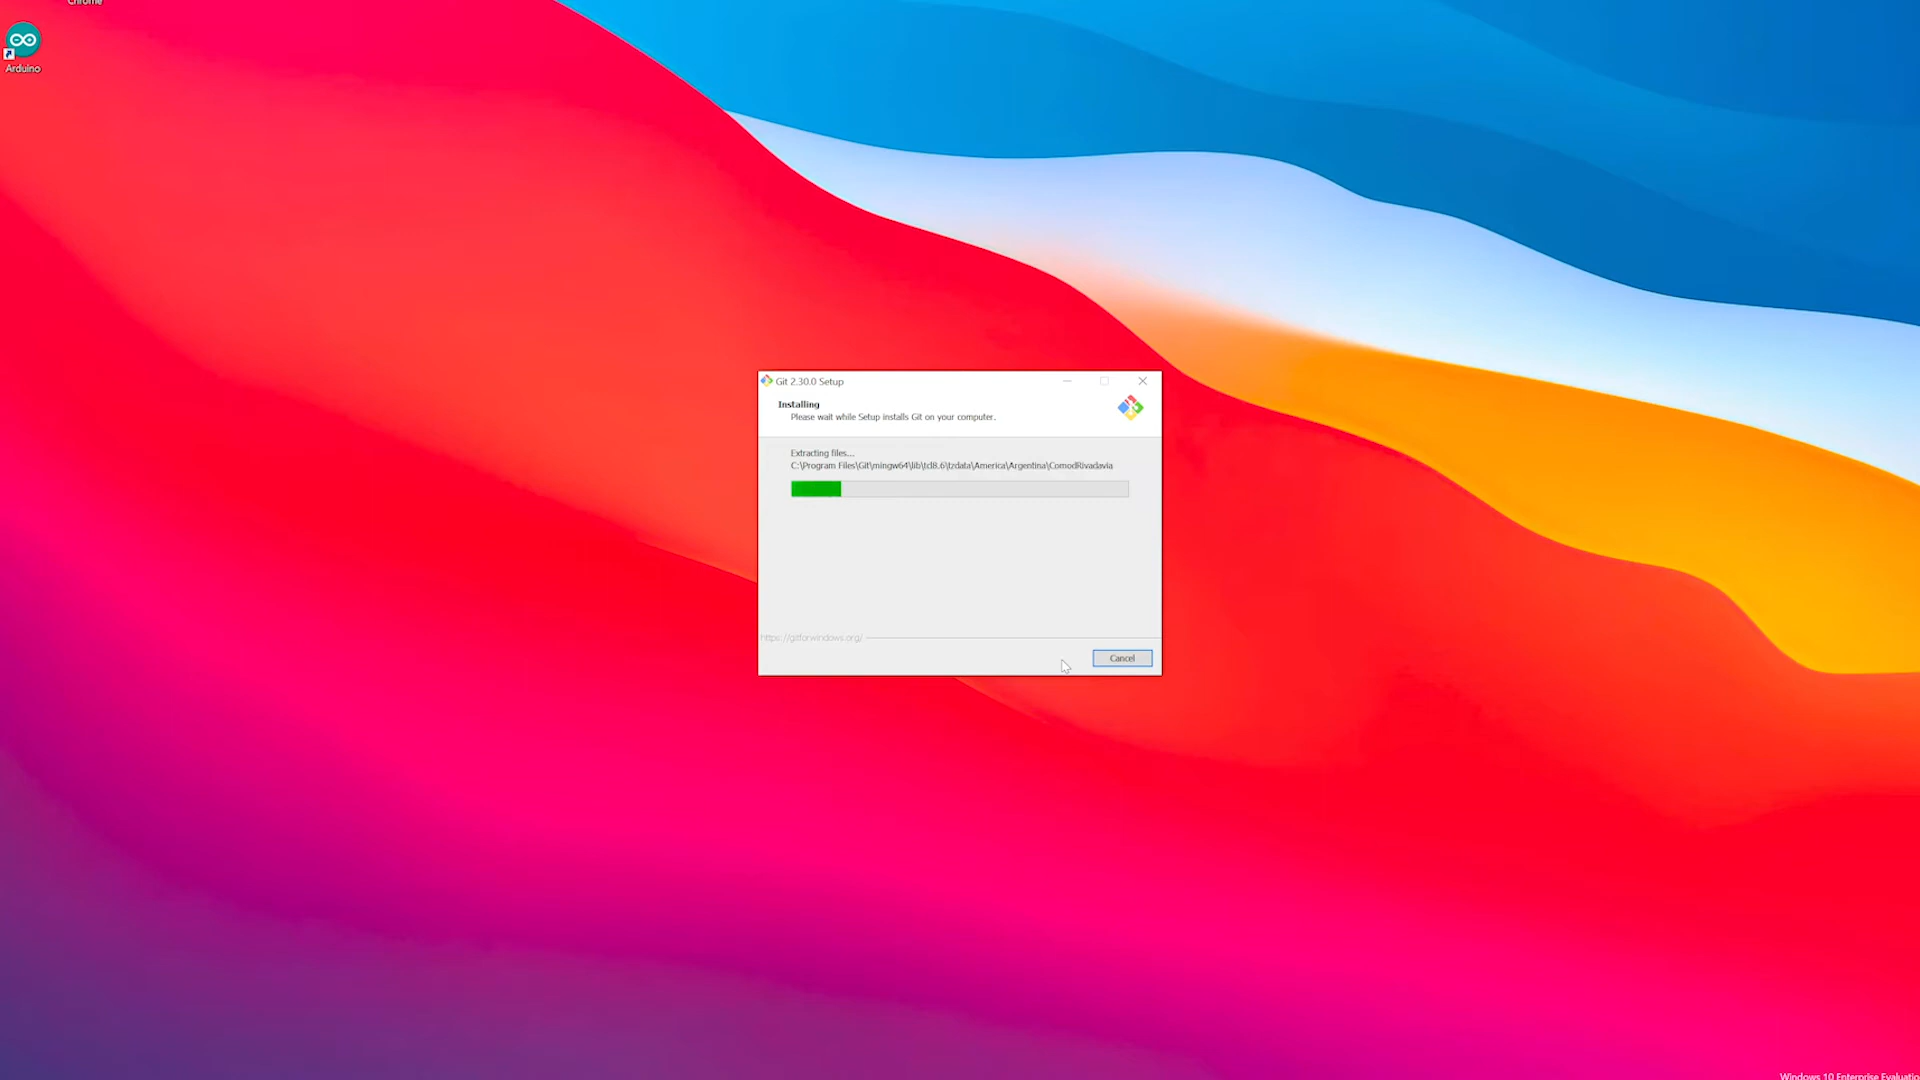 Chrome
Arduino
Git 2.30.0 Setup
Installing
Please wait while Setup installs Git on your computer.
Extracting files...
C:\Program Files\Git\mingw64\lib\tcl8.6\tzdata\America\Argentina\ComodRivadavia
https://gitforwindows.org/
Cancel
Windows 10 Enterprise Evaluatio